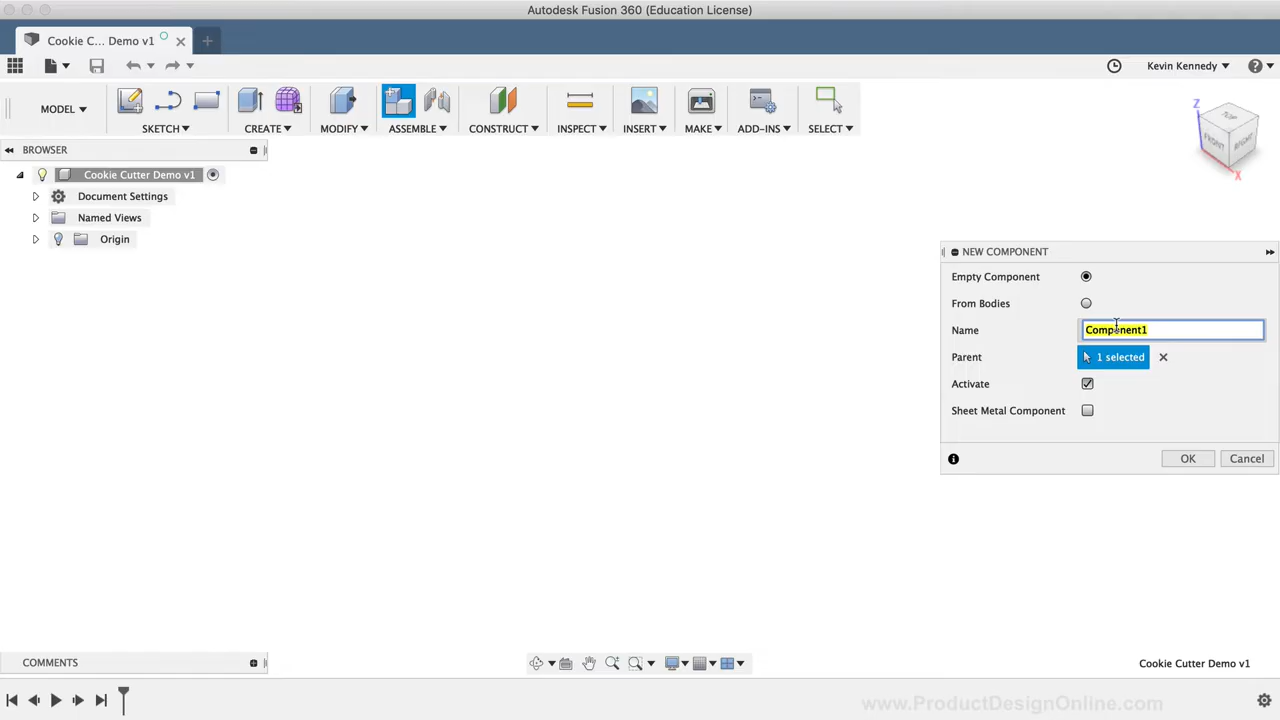 Autodesk Fusion 360 (Education License)
Cookie C... Demo v1
Kevin Kennedy
MODEL
SKETCH
CREATE
MODIFY
ASSEMBLE
CONSTRUCT
INSPECT
INSERT
MAKE
ADD-INS
SELECT
Z
TOP
FRONT
RIGHT
X
BROWSER
Cookie Cutter Demo v1
Document Settings
Named Views
Origin
NEW COMPONENT
Empty Component
From Bodies
Name
Component1
Parent
1 selected
Activate
Sheet Metal Component
OK
Cancel
COMMENTS
Cookie Cutter Demo v1
www.ProductDesignOnline.com